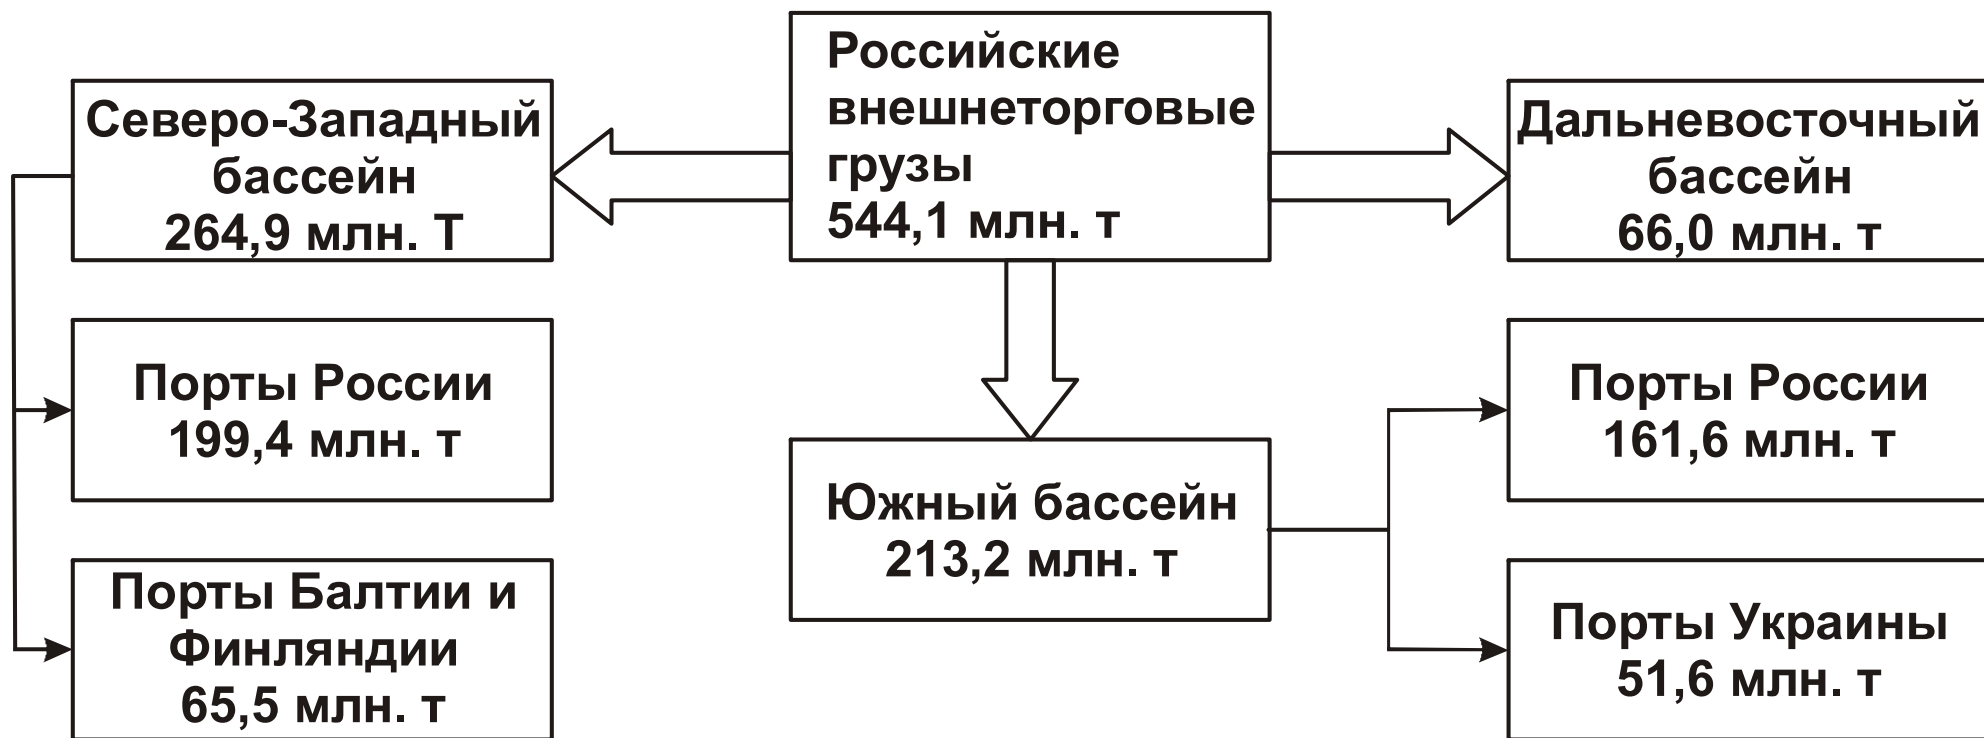 Российские
внешнеторговые
грузы
544,1 млн. т
Северо-Западный
бассейн
264,9 млн. Т
Дальневосточный
бассейн
66,0 млн. т
Порты России
199,4 млн. т
Порты России
161,6 млн. т
Южный бассейн
213,2 млн. т
Порты Балтии и
Финляндии
65,5 млн. т
Порты Украины
51,6 млн. т